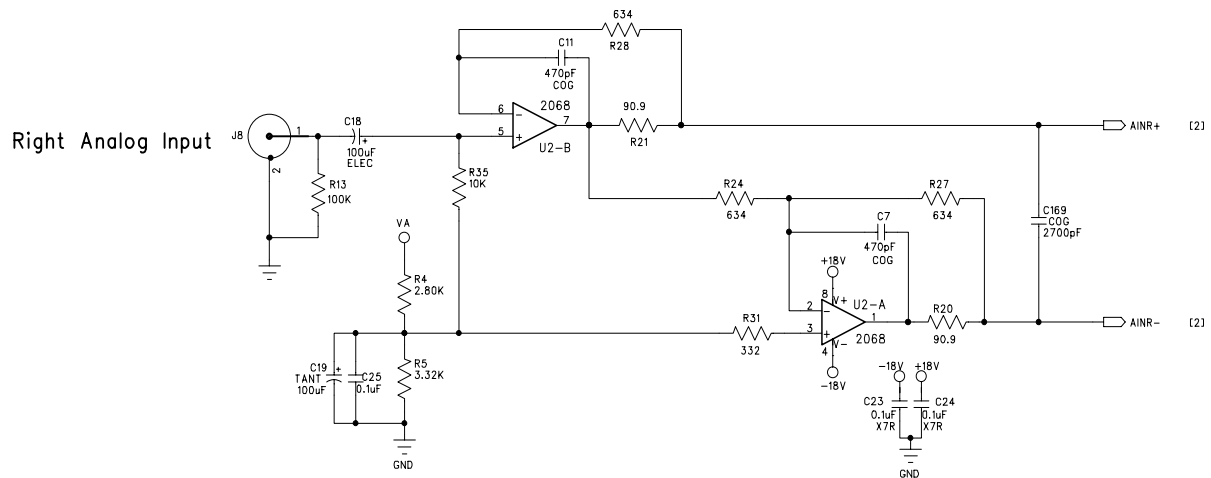 634
R28
C11
470pF
COG
6
5
2068
7
U2-B
90.9
R21
AINR+ [2]
Right Analog Input
J8
1
2
C18
+
100uF
ELEC
R13
100K
R35
10K
R24
634
R27
634
C7
470pF
COG
C169
COG
2700pF
VA
R4
2.80K
+18V
8
V+
U2-A
2
3
1
2068
4
V-
-18V
R31
332
R20
90.9
AINR- [2]
C19
+
TANT
100uF
C25
0.1uF
R5
3.32K
GND
-18V +18V
C23
0.1uF
X7R
C24
0.1uF
X7R
GND